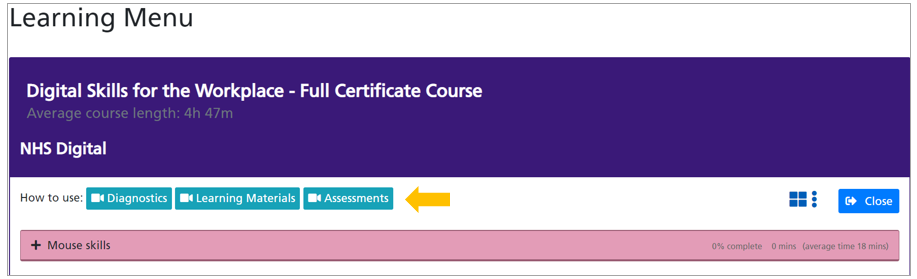 Learning Menu
Digital Skills for the Workplace - Full Certificate Course
Average course length: 4h 47m
NHS Digital
How to use: Diagnostics Learning Materials Assessments Close
Mouse skills 0% complete 0 mins (average time 18 mins)